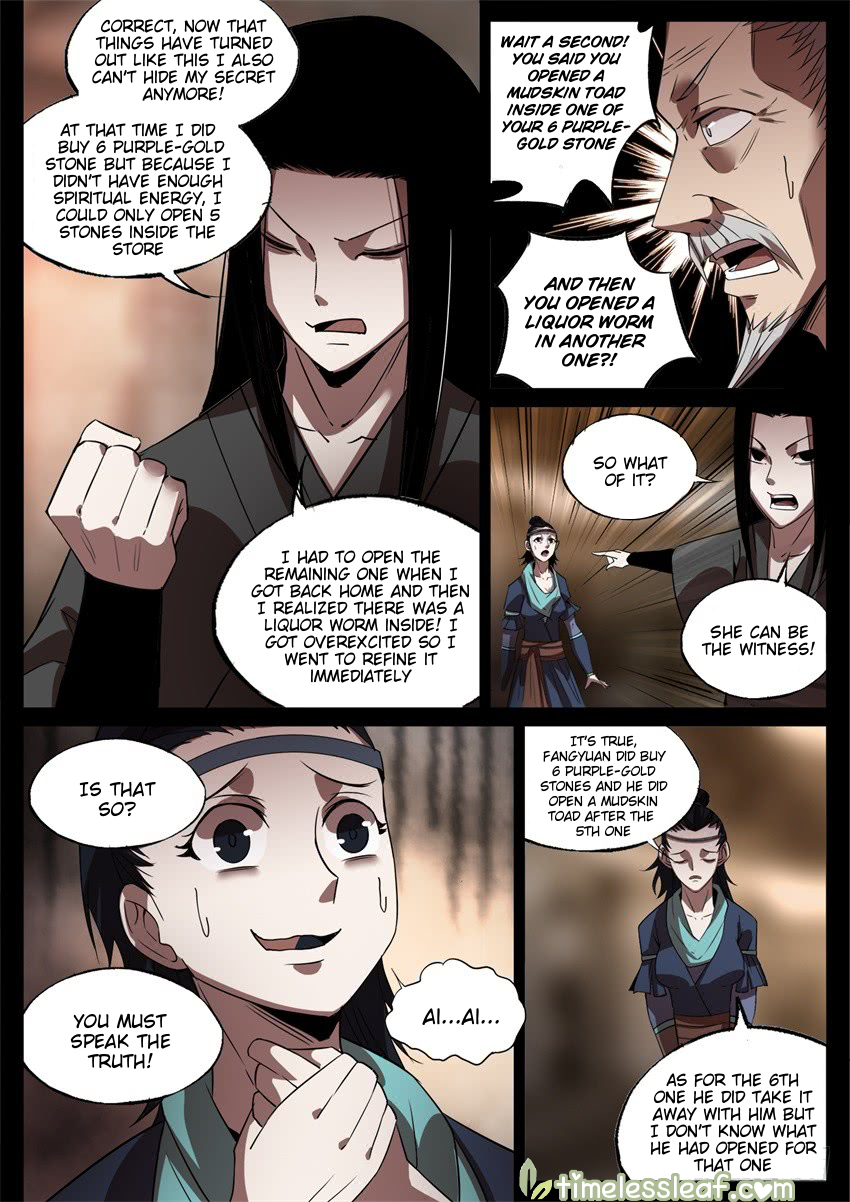 CORRECT, NOW THAT
THINGS HAVE TURNED
OUT LIKE THIS I ALSO
CAN'T HIDE MY SECRET
ANYMORE!
AT THAT TIME I DID
BUY 6 PURPLE-GOLD
STONE BUT BECAUSE I
DIDN'T HAVE ENOUGH
SPIRITUAL ENERGY, I
COULD ONLY OPEN 5
STONES INSIDE THE
STORE
I HAD TO OPEN THE
REMAINING ONE WHEN I
GOT BACK HOME AND THEN
I REALIZED THERE WAS A
LIQUOR WORM INSIDE! I
GOT OVEREXCITED SO I
WENT TO REFINE IT
IMMEDIATELY
WAIT A SECOND!
YOU SAID YOU
OPENED A
MUDSKIN TOAD
INSIDE ONE OF
YOUR 6 PURPLE-
GOLD STONE
AND THEN
YOU OPENED A
LIQUOR WORM
IN ANOTHER
ONE?!
SO WHAT
OF IT?
SHE CAN BE
THE WITNESS!
IS THAT
SO?
YOU MUST
SPEAK THE
TRUTH!
AI...AI...
IT'S TRUE,
FANGYUAN DID BUY
6 PURPLE-GOLD
STONES AND HE DID
OPEN A MUDSKIN
TOAD AFTER THE
5TH ONE
AS FOR THE 6TH
ONE HE DID TAKE IT
AWAY WITH HIM BUT
I DON'T KNOW WHAT
HE HAD OPENED FOR
THAT ONE
timelessleaf.com